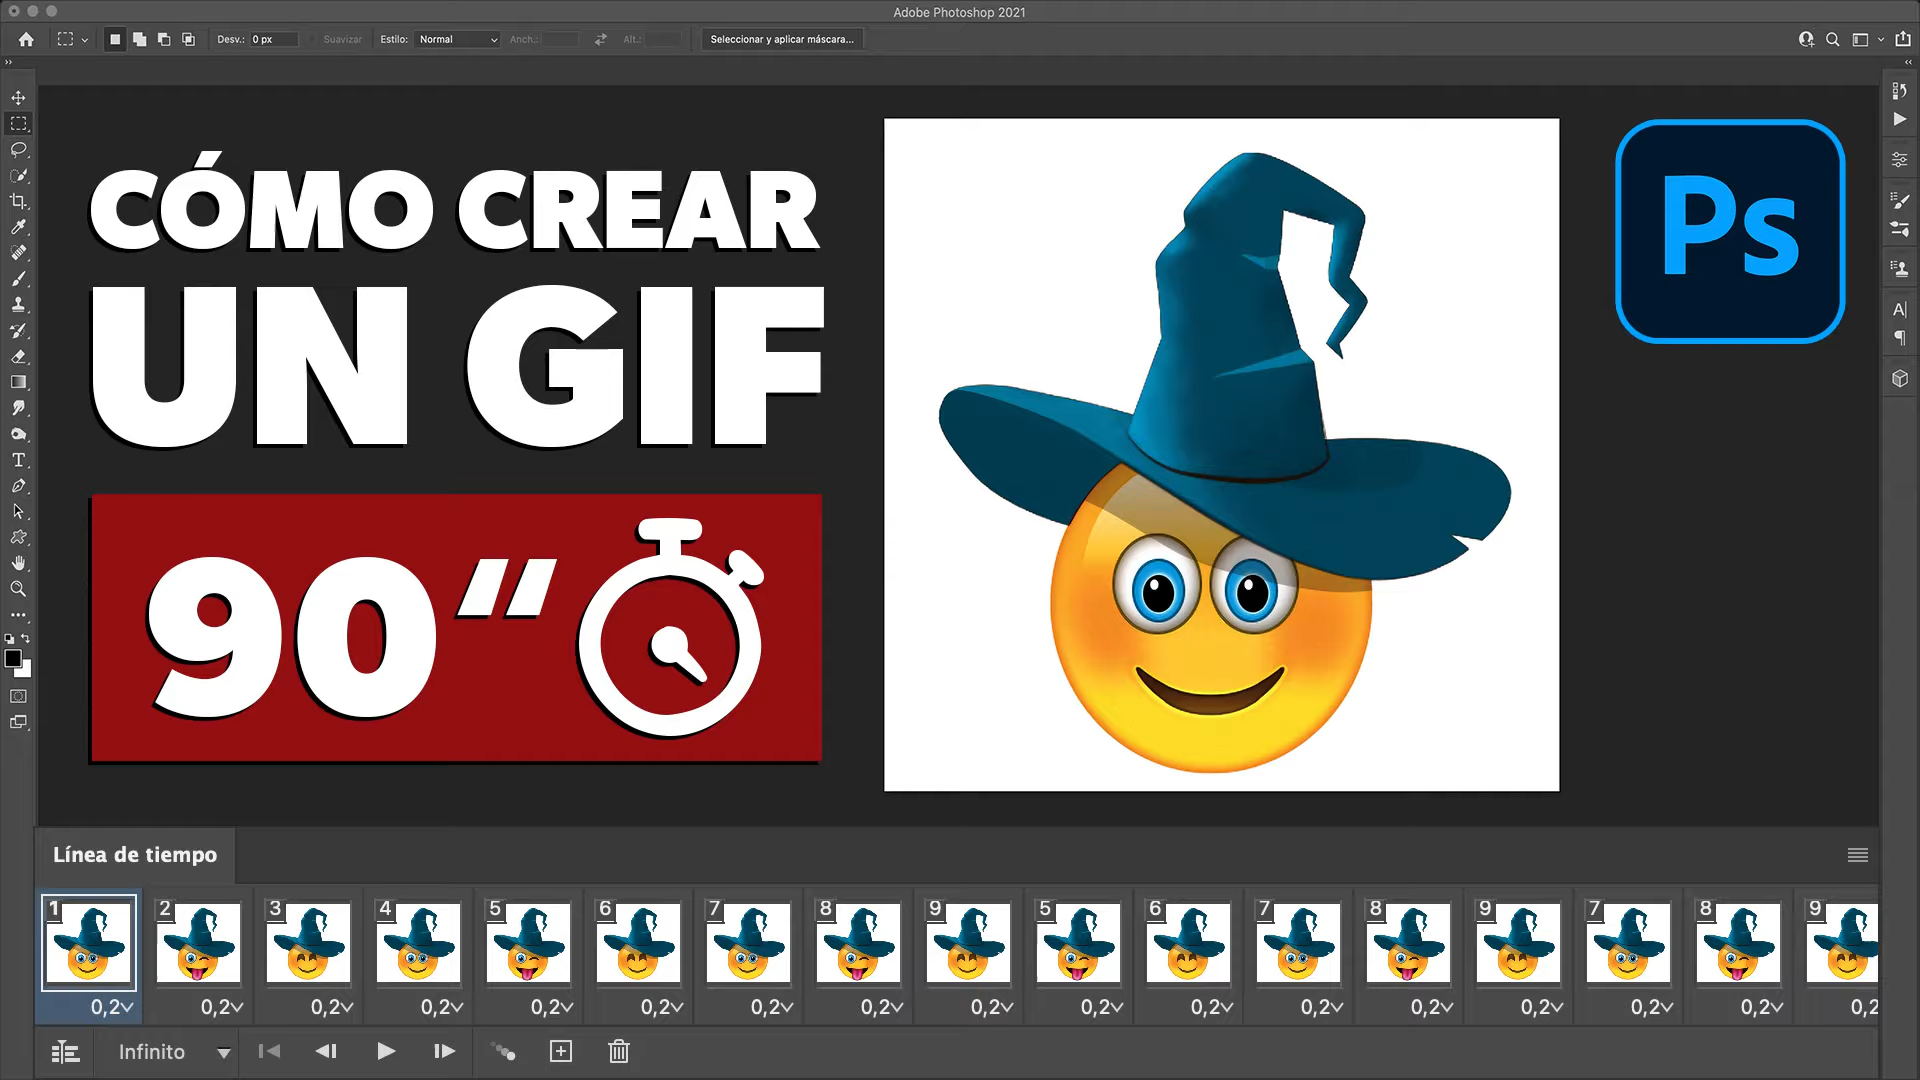 Adobe Photoshop 2021
Desv.: 0 px Suavizar Estilo: Normal Anch.: Alt.: Seleccionar y aplicar máscara...
CÓMO CREAR
UN GIF
90"
Ps
Línea de tiempo
1 2 3 4 5 6 7 8 9 5 6 7 8 9 7 8 9
0,2 0,2 0,2 0,2 0,2 0,2 0,2 0,2 0,2 0,2 0,2 0,2 0,2 0,2 0,2 0,2 0,2
Infinito